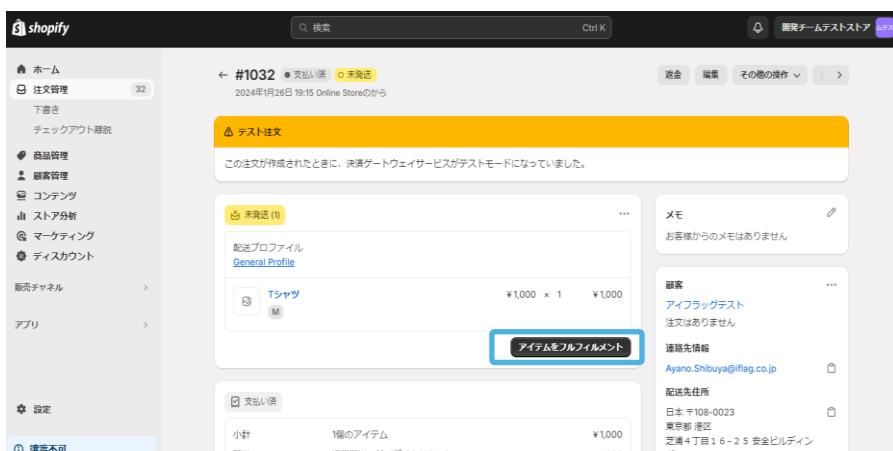 shopify
検索
Ctrl K
開発チームテストストア
ホーム
注文管理 32
下書き
チェックアウト離脱
商品管理
顧客管理
コンテンツ
ストア分析
マーケティング
ディスカウント
販売チャネル
アプリ
設定
譲渡不可
← #1032 支払い済 未発送
2024年1月26日 19:15 Online Storeのから
返金 編集 その他の操作
テスト注文
この注文が作成されたときに、決済ゲートウェイサービスがテストモードになっていました。
未発送 (1)
配送プロファイル
General Profile
Tシャツ ¥1,000 × 1 ¥1,000
M
アイテムをフルフィルメント
支払い済
小計 1個のアイテム ¥1,000
メモ
お客様からのメモはありません
顧客
アイフラッグテスト
注文はありません
連絡先情報
Ayano.Shibuya@iflag.co.jp
配送先住所
日本 〒108-0023
東京都 港区
芝浦4丁目16-25 安全ビルディン